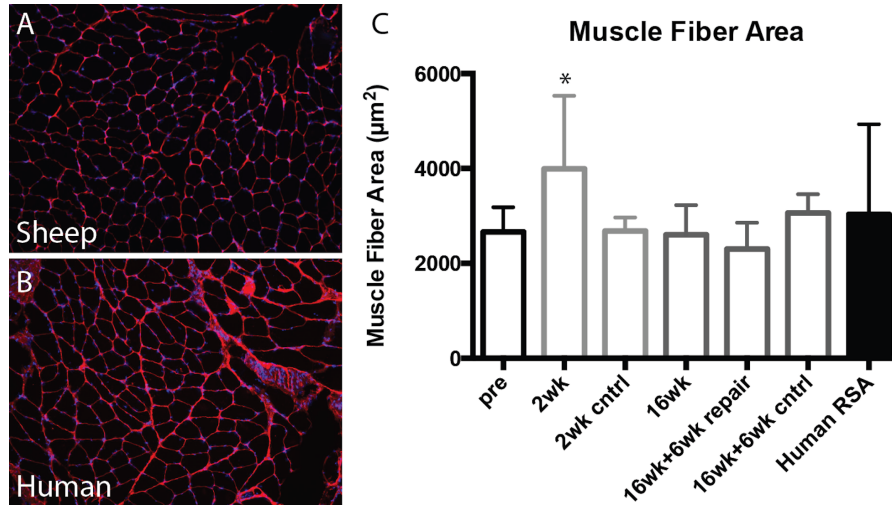 A
Sheep
B
Human
C
Muscle Fiber Area
Muscle Fiber Area (µm²)
6000
4000
2000
0
*
pre
2wk
2wk cntrl
16wk
16wk+6wk repair
16wk+6wk cntrl
Human RSA